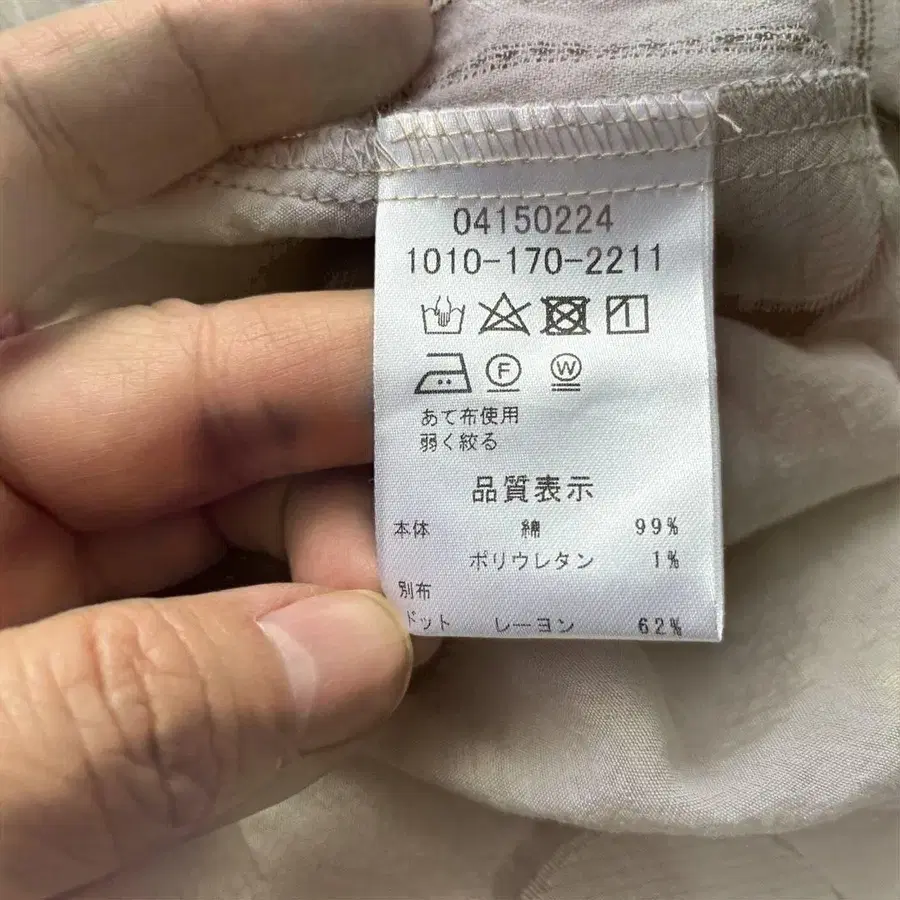 04150224
1010-170-2211
F W
あて布使用
弱く絞る
品質表示
本体 綿 99%
ポリウレタン 1%
別布
ドット レーヨン 62%